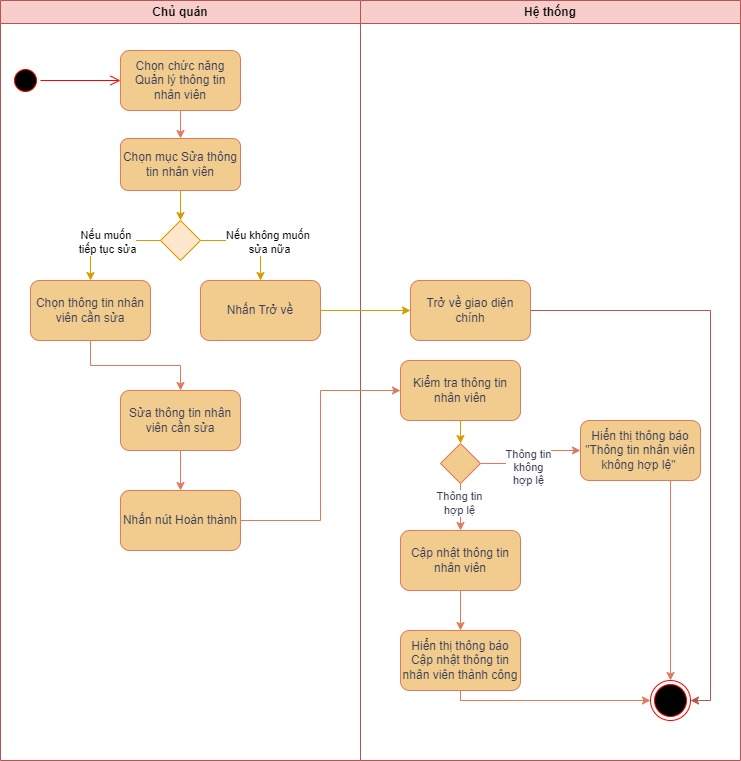 Chủ quán
Hệ thống
Chọn chức năng
Quản lý thông tin
nhân viên
Chọn mục Sửa thông
tin nhân viên
Nếu muốn
tiếp tục sửa
Nếu không muốn
sửa nữa
Chọn thông tin nhân
viên cần sửa
Nhấn Trở về
Trở về giao diện
chính
Sửa thông tin nhân
viên cần sửa
Kiểm tra thông tin
nhân viên
Thông tin
không
hợp lệ
Hiển thị thông báo
"Thông tin nhân viên
không hợp lệ"
Nhấn nút Hoàn thành
Thông tin
hợp lệ
Cập nhật thông tin
nhân viên
Hiển thị thông báo
Cập nhật thông tin
nhân viên thành công